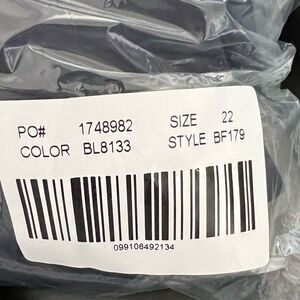 PO# 1748982 SIZE 22
COLOR BL8133 STYLE BF179
099106492134